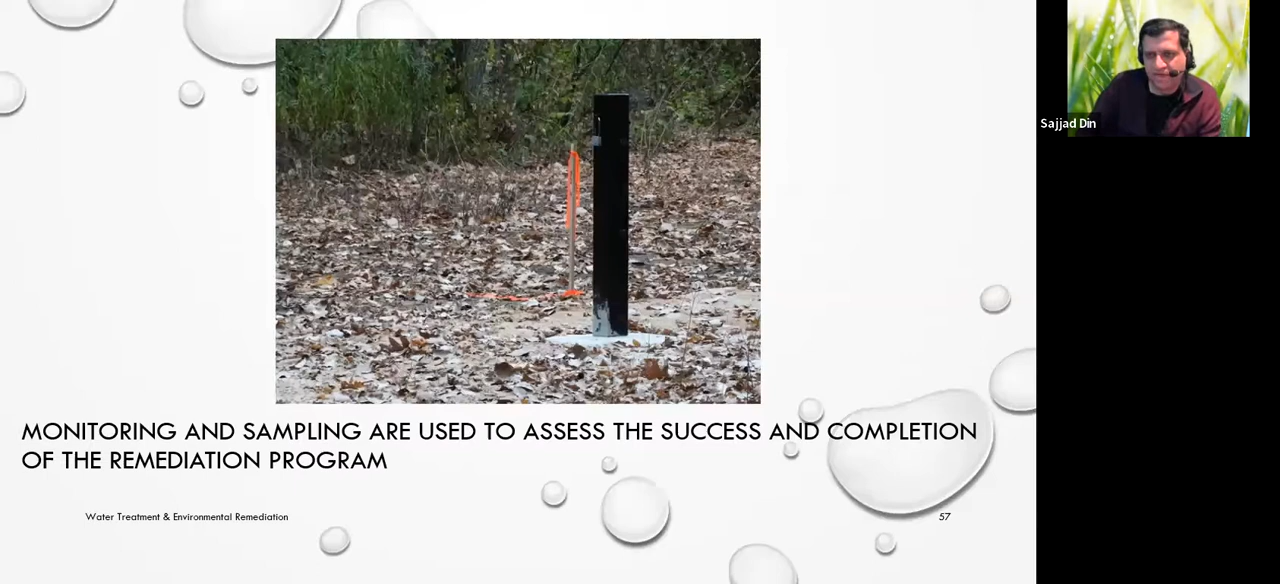 Sajjad Din
MONITORING AND SAMPLING ARE USED TO ASSESS THE SUCCESS AND COMPLETION
OF THE REMEDIATION PROGRAM
Water Treatment & Environmental Remediation
57